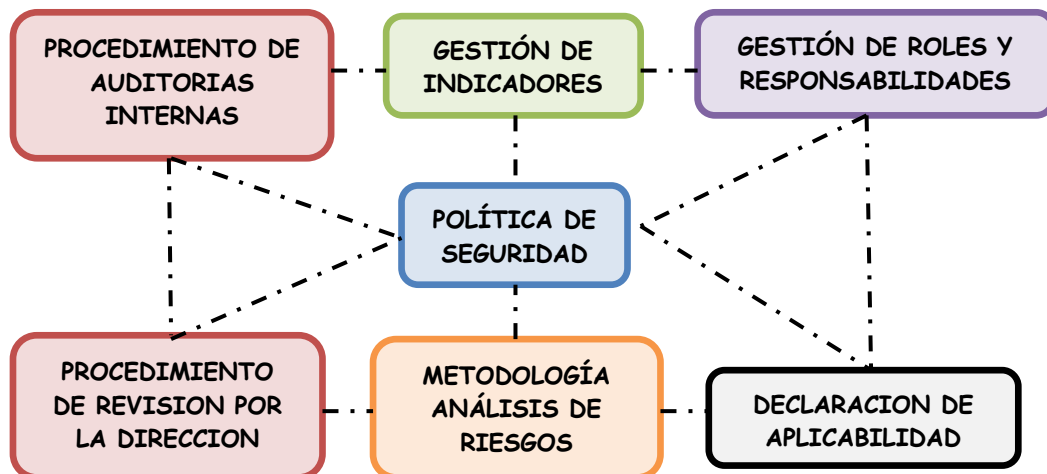 PROCEDIMIENTO DE
AUDITORIAS
INTERNAS
GESTIÓN DE
INDICADORES
GESTIÓN DE ROLES Y
RESPONSABILIDADES
POLÍTICA DE
SEGURIDAD
PROCEDIMIENTO
DE REVISION POR
LA DIRECCION
METODOLOGÍA
ANÁLISIS DE
RIESGOS
DECLARACION DE
APLICABILIDAD